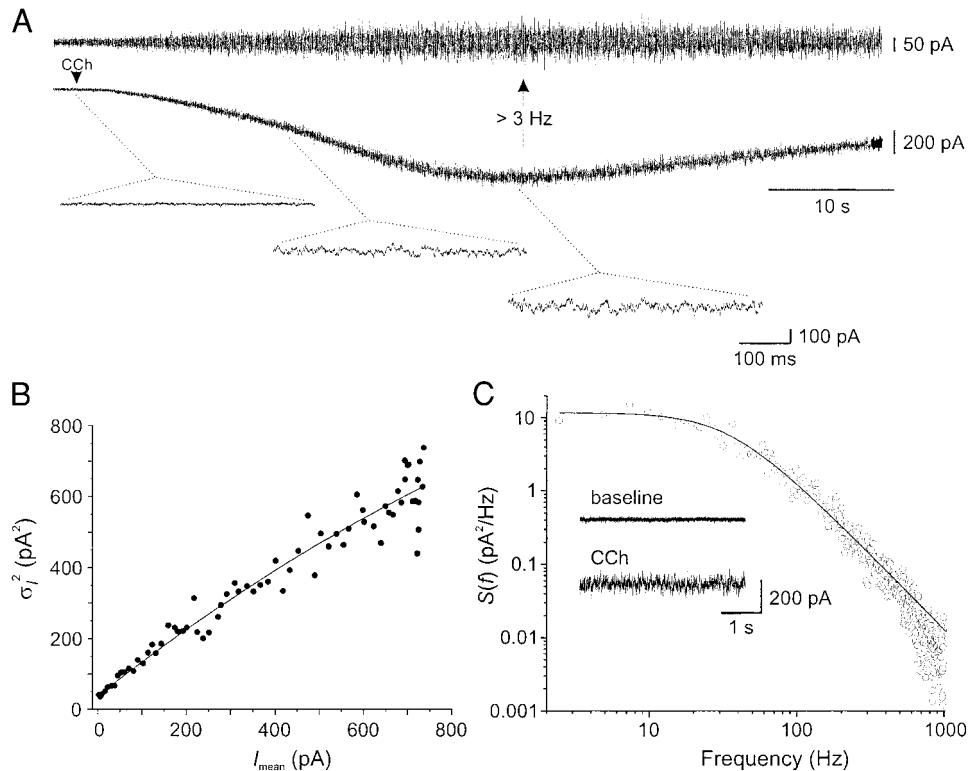 A
50 pA
CCh
> 3 Hz
200 pA
10 s
100 pA
100 ms
B
800
600
400
200
0
0 200 400 600 800
σI² (pA²)
Imean (pA)
C
10
1
0.1
0.01
0.001
10 100 1000
S(f) (pA²/Hz)
Frequency (Hz)
baseline
CCh
200 pA
1 s